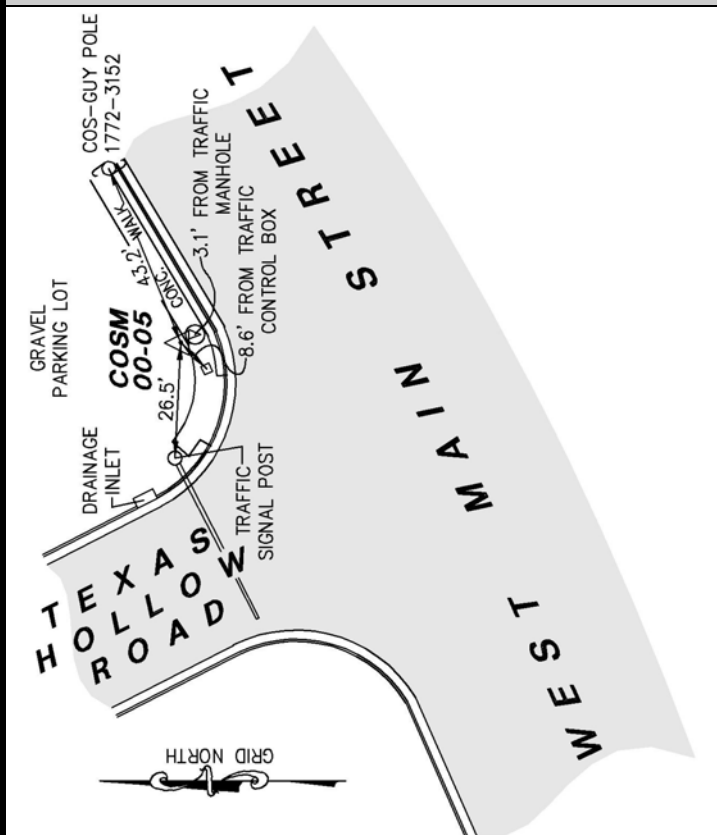 COS-GUY POLE
1772-3152
GRAVEL
PARKING LOT
43.2'
CONC. WALK
3.1' FROM TRAFFIC
MANHOLE
8.6' FROM TRAFFIC
CONTROL BOX
COSM
00-05
26.5'
DRAINAGE
INLET
TRAFFIC
SIGNAL POST
TEXAS
HOLLOW
ROAD
WEST MAIN STREET
GRID NORTH